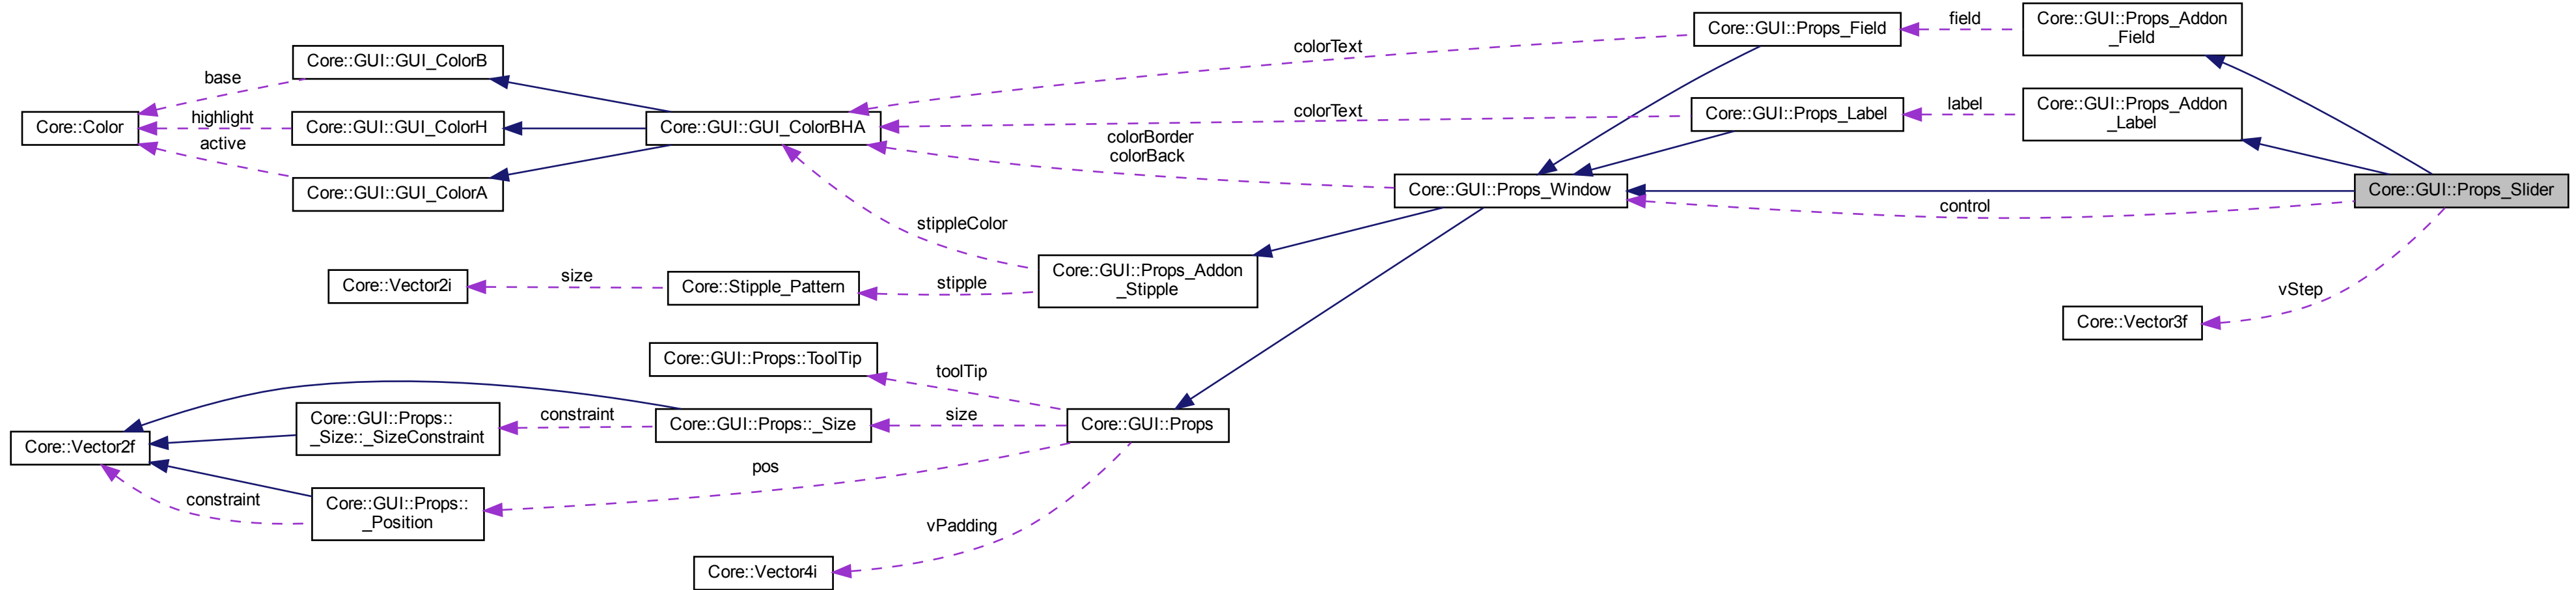 Core::GUI::Props_Addon
_Field
field
Core::GUI::Props_Field
colorText
Core::GUI::GUI_ColorB
base
Core::GUI::Props_Addon
_Label
label
Core::GUI::Props_Label
colorText
Core::GUI::GUI_ColorBHA
Core::GUI::GUI_ColorH
highlight
Core::Color
active
colorBorder
colorBack
Core::GUI::GUI_ColorA
Core::GUI::Props_Window
Core::GUI::Props_Slider
control
stippleColor
Core::GUI::Props_Addon
_Stipple
stipple
Core::Stipple_Pattern
size
Core::Vector2i
vStep
Core::Vector3f
Core::GUI::Props::ToolTip
toolTip
Core::GUI::Props::
_Size::_SizeConstraint
constraint
Core::GUI::Props::_Size
size
Core::GUI::Props
Core::Vector2f
pos
constraint
Core::GUI::Props::
_Position
vPadding
Core::Vector4i